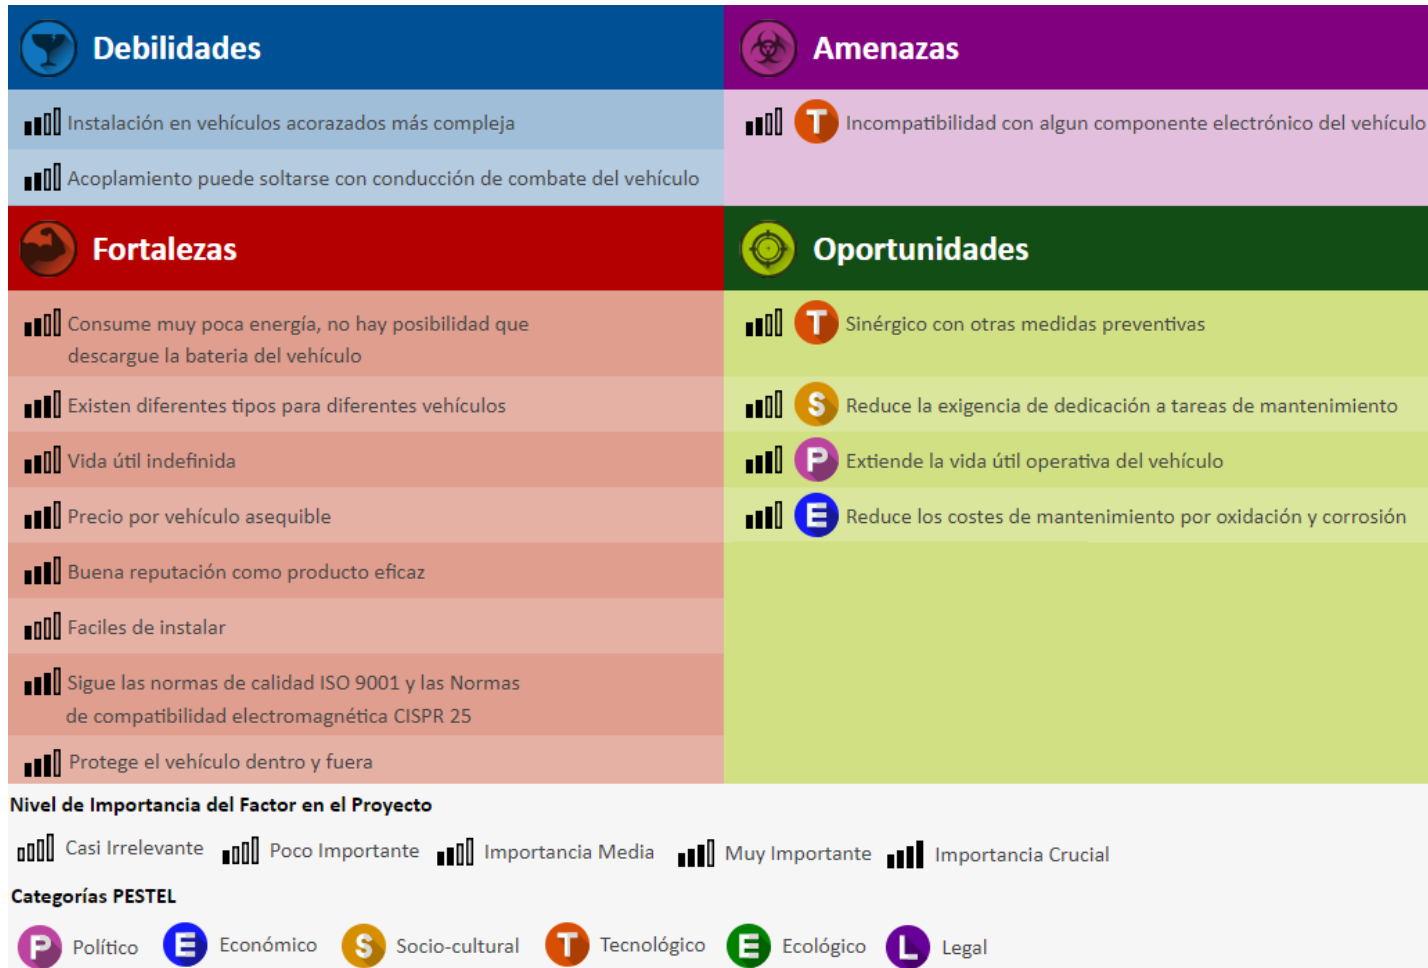 Debilidades
Instalación en vehículos acorazados más compleja
Acoplamiento puede soltarse con conducción de combate del vehículo
Amenazas
T Incompatibilidad con algun componente electrónico del vehículo
Fortalezas
Consume muy poca energía, no hay posibilidad que
descargue la bateria del vehículo
Existen diferentes tipos para diferentes vehículos
Vida útil indefinida
Precio por vehículo asequible
Buena reputación como producto eficaz
Faciles de instalar
Sigue las normas de calidad ISO 9001 y las Normas
de compatibilidad electromagnética CISPR 25
Protege el vehículo dentro y fuera
Oportunidades
T Sinérgico con otras medidas preventivas
S Reduce la exigencia de dedicación a tareas de mantenimiento
P Extiende la vida útil operativa del vehículo
E Reduce los costes de mantenimiento por oxidación y corrosión
Nivel de Importancia del Factor en el Proyecto
Casi Irrelevante Poco Importante Importancia Media Muy Importante Importancia Crucial
Categorías PESTEL
P Político E Económico S Socio-cultural T Tecnológico E Ecológico L Legal